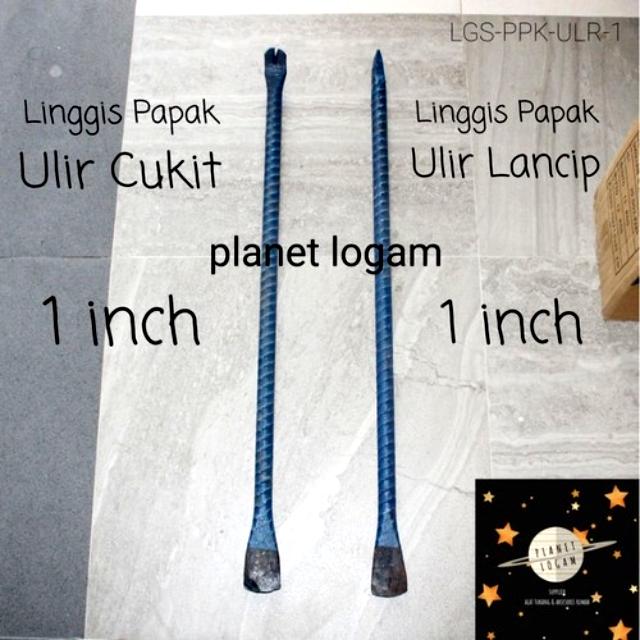 LGS-PPK-ULR-1
Linggis Papak
Ulir Cukit
Linggis Papak
Ulir Lancip
planet logam
1 inch
1 inch
PLANET
LOGAM
SUPPLIER